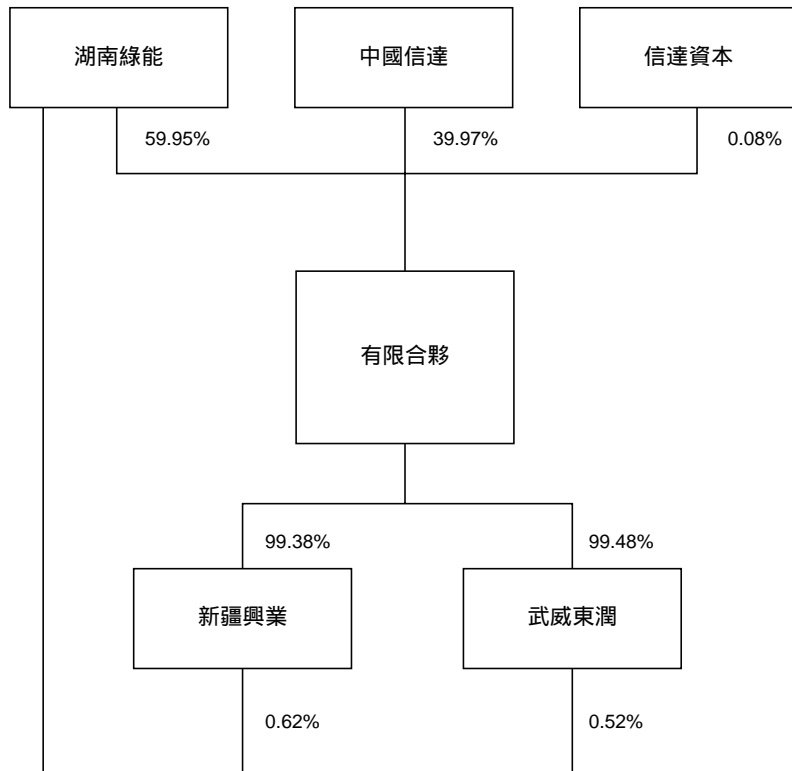 湖南綠能
中國信達
信達資本
59.95%
39.97%
0.08%
有限合夥
99.38%
99.48%
新疆興業
武威東潤
0.62%
0.52%